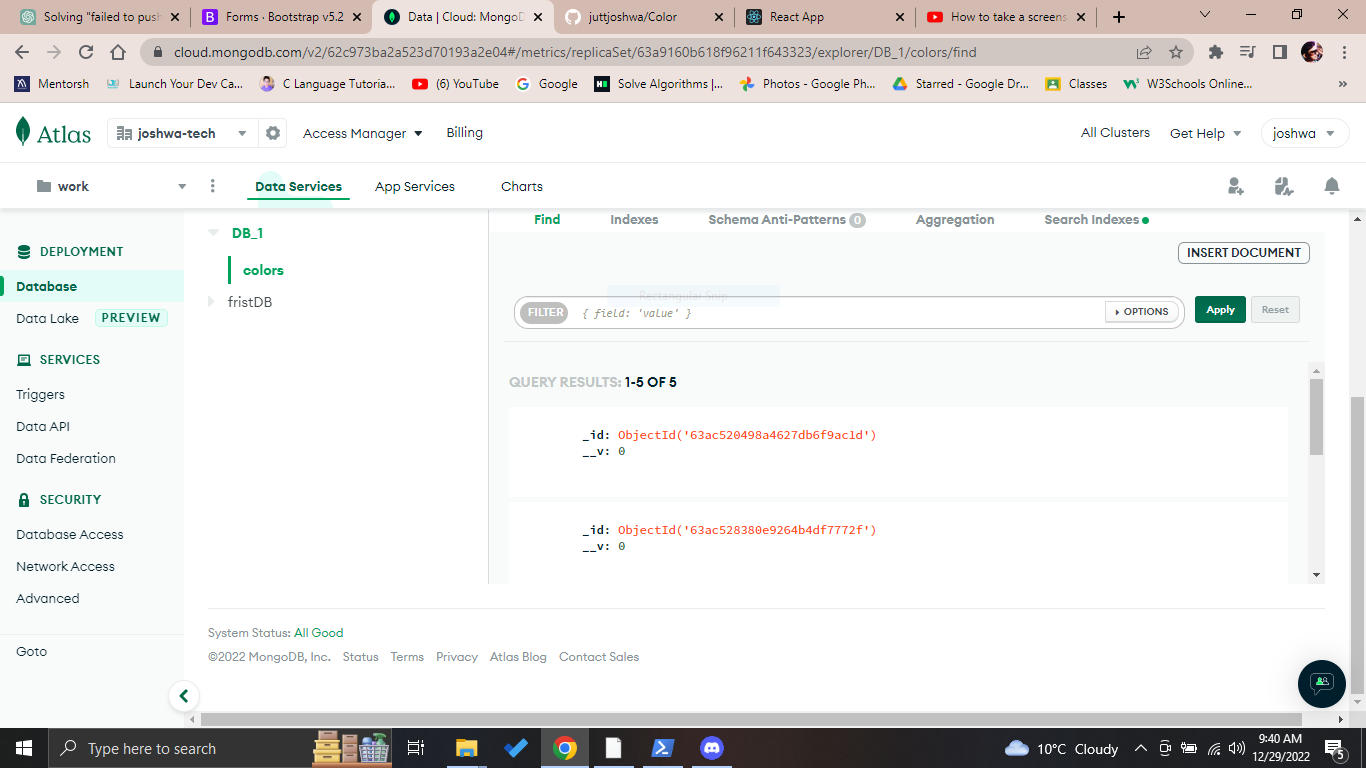 Solving "failed to push
Forms · Bootstrap v5.2
Data | Cloud: MongoD
juttjoshwa/Color
React App
How to take a screens
cloud.mongodb.com/v2/62c973ba2a523d70193a2e04#/metrics/replicaSet/63a9160b618f96211f643323/explorer/DB_1/colors/find
Mentorsh
Launch Your Dev Ca...
C Language Tutoria...
(6) YouTube
Google
Solve Algorithms |...
Photos - Google Ph...
Starred - Google Dr...
Classes
W3Schools Online...
»
Atlas
joshwa-tech
Access Manager
Billing
All Clusters
Get Help
joshwa
work
Data Services
App Services
Charts
DEPLOYMENT
Database
Data Lake PREVIEW
SERVICES
Triggers
Data API
Data Federation
SECURITY
Database Access
Network Access
Advanced
Goto
DB_1
colors
fristDB
Find
Indexes
Schema Anti-Patterns 0
Aggregation
Search Indexes
INSERT DOCUMENT
Rectangular Snip
FILTER { field: 'value' }
OPTIONS
Apply
Reset
QUERY RESULTS: 1-5 OF 5
_id: ObjectId('63ac520498a4627db6f9ac1d')
__v: 0
_id: ObjectId('63ac528380e9264b4df7772f')
__v: 0
System Status: All Good
©2022 MongoDB, Inc. Status Terms Privacy Atlas Blog Contact Sales
Type here to search
10°C Cloudy
9:40 AM
12/29/2022
5